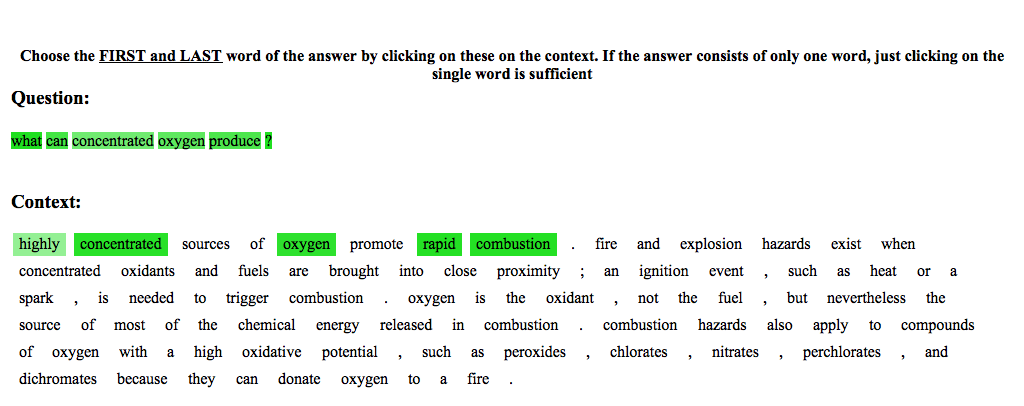 Choose the FIRST and LAST word of the answer by clicking on these on the context. If the answer consists of only one word, just clicking on the
single word is sufficient
Question:
what can concentrated oxygen produce ?
Context:
highly concentrated sources of oxygen promote rapid combustion . fire and explosion hazards exist when
concentrated oxidants and fuels are brought into close proximity ; an ignition event , such as heat or a
spark , is needed to trigger combustion . oxygen is the oxidant , not the fuel , but nevertheless the
source of most of the chemical energy released in combustion . combustion hazards also apply to compounds
of oxygen with a high oxidative potential , such as peroxides , chlorates , nitrates , perchlorates , and
dichromates because they can donate oxygen to a fire .